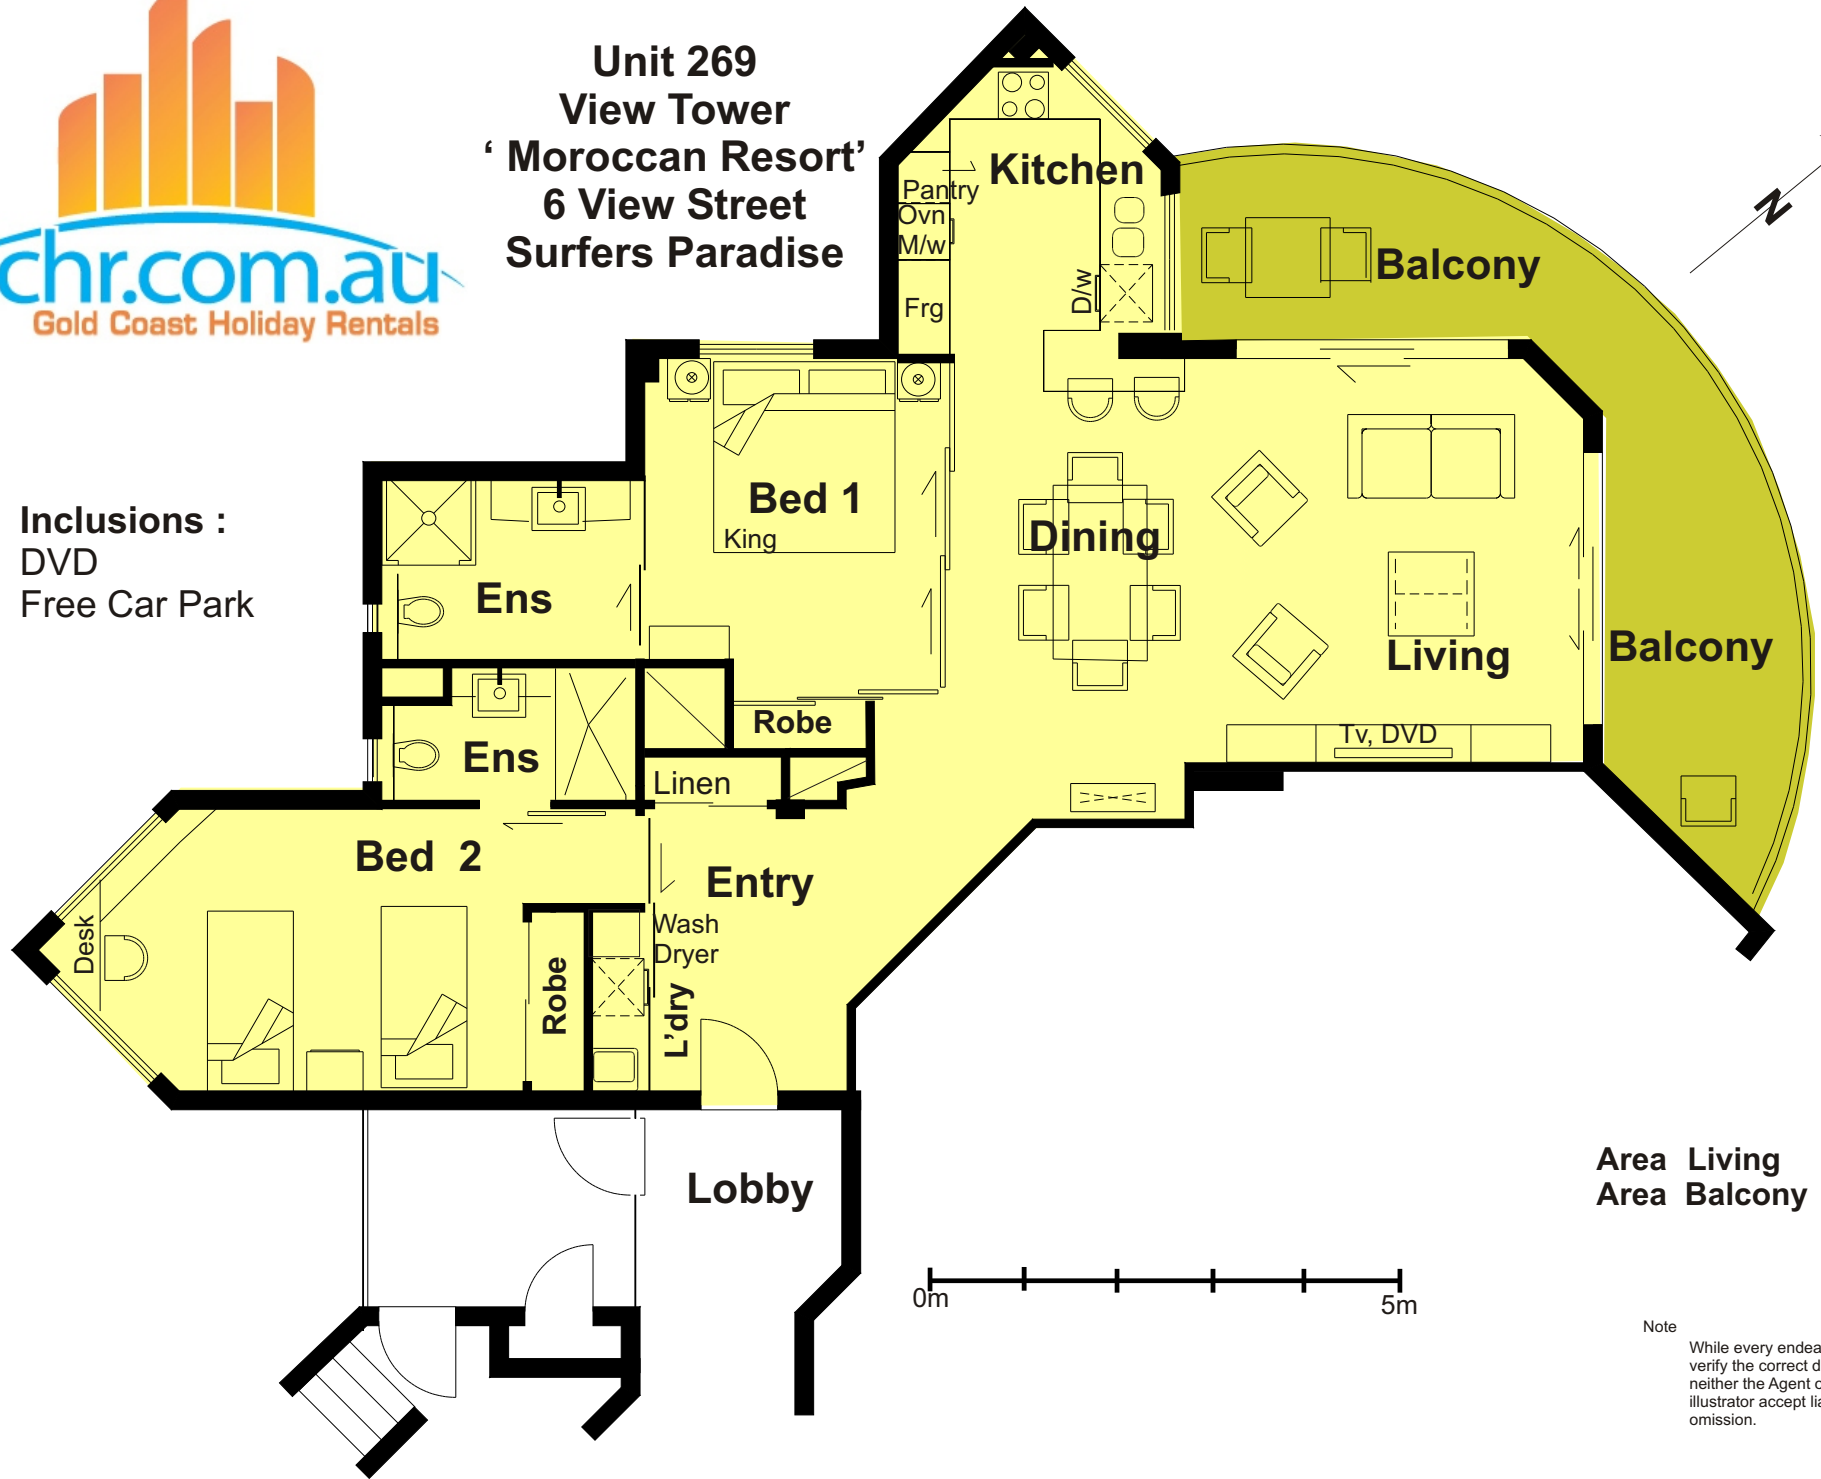 Unit 269
View Tower
‘ Moroccan Resort’
6 View Street
Surfers Paradise
chr.com.au
Gold Coast Holiday Rentals
Inclusions :
DVD
Free Car Park
Kitchen
Pantry
Ovn
M/w
Frg
D/w
Balcony
N
Bed 1
King
Ens
Dining
Living
Balcony
Tv, DVD
Robe
Ens
Linen
Bed 2
Entry
Desk
Robe
Wash
Dryer
L'dry
Lobby
Area Living
Area Balcony
0m
5m
Note
While every endea
verify the correct d
neither the Agent o
illustrator accept lia
omission.